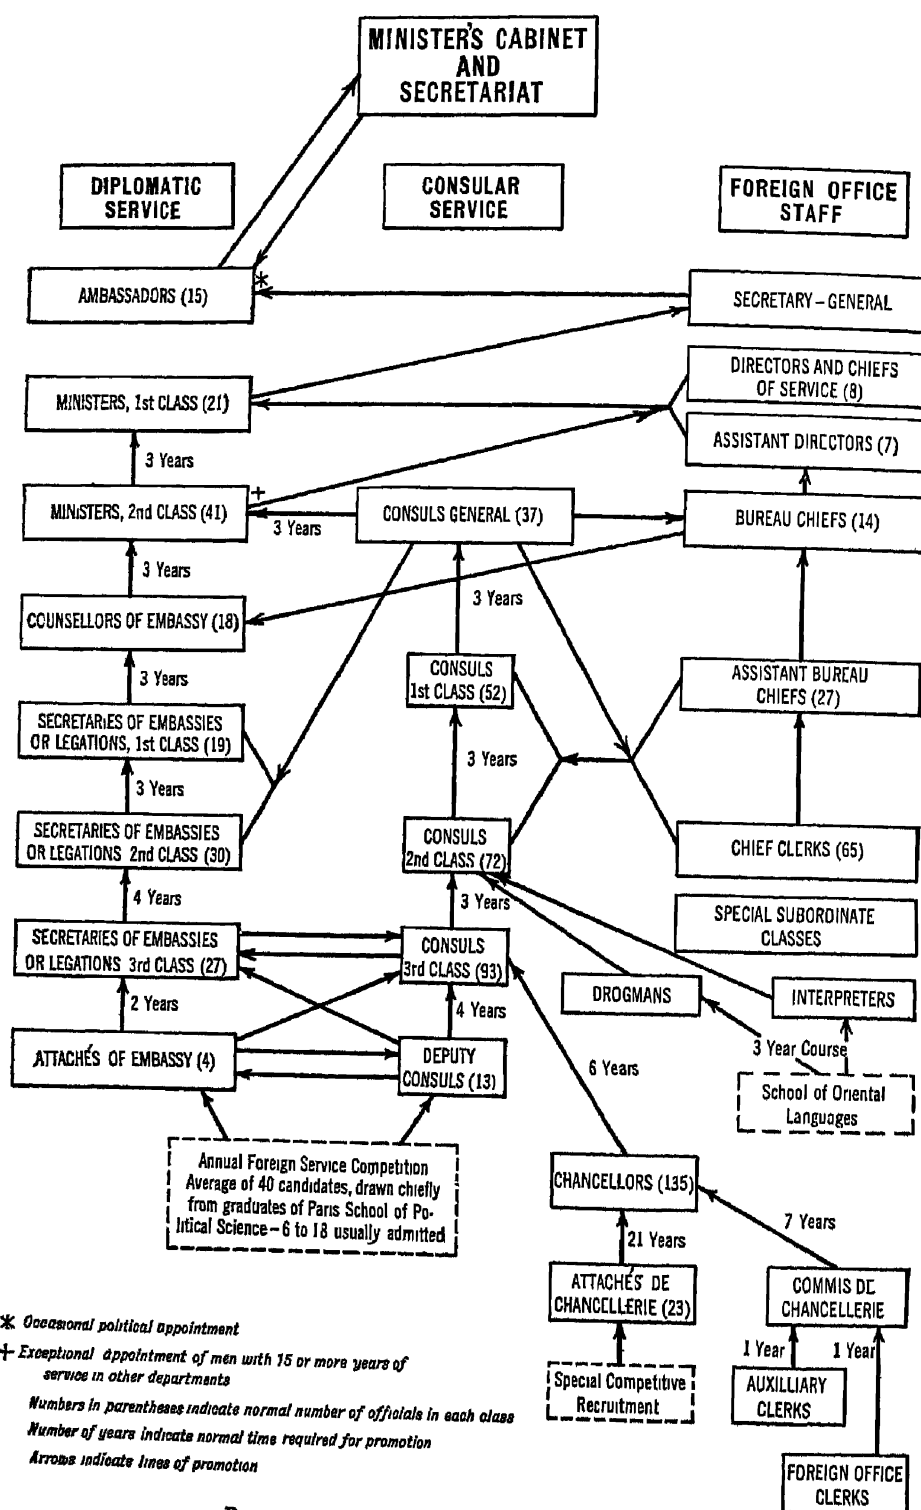 MINISTER'S CABINET
AND
SECRETARIAT
DIPLOMATIC
SERVICE
CONSULAR
SERVICE
FOREIGN OFFICE
STAFF
AMBASSADORS (15)
*
SECRETARY-GENERAL
DIRECTORS AND CHIEFS
OF SERVICE (8)
MINISTERS, 1st CLASS (21)
ASSISTANT DIRECTORS (7)
3 Years
MINISTERS, 2nd CLASS (41)
+
3 Years
CONSULS GENERAL (37)
BUREAU CHIEFS (14)
3 Years
3 Years
COUNSELLORS OF EMBASSY (18)
3 Years
CONSULS
1st CLASS (52)
ASSISTANT BUREAU
CHIEFS (27)
SECRETARIES OF EMBASSIES
OR LEGATIONS, 1st CLASS (19)
3 Years
3 Years
SECRETARIES OF EMBASSIES
OR LEGATIONS 2nd CLASS (30)
CONSULS
2nd CLASS (72)
CHIEF CLERKS (65)
4 Years
3 Years
SPECIAL SUBORDINATE
CLASSES
SECRETARIES OF EMBASSIES
OR LEGATIONS 3rd CLASS (27)
CONSULS
3rd CLASS (93)
DROGMANS
INTERPRETERS
2 Years
4 Years
3 Year Course
ATTACHÉS OF EMBASSY (4)
DEPUTY
CONSULS (13)
6 Years
School of Oriental
Languages
Annual Foreign Service Competition
Average of 40 candidates, drawn chiefly
from graduates of Paris School of Po-
litical Science-6 to 18 usually admitted
CHANCELLORS (135)
7 Years
21 Years
ATTACHÉS DE
CHANCELLERIE (23)
COMMIS DE
CHANCELLERIE
1 Year
1 Year
Special Competitive
Recruitment
AUXILLIARY
CLERKS
FOREIGN OFFICE
CLERKS
* Occasional political appointment
+ Exceptional appointment of men with 15 or more years of
service in other departments
Numbers in parentheses indicate normal number of officials in each class
Number of years indicate normal time required for promotion
Arrows indicate lines of promotion